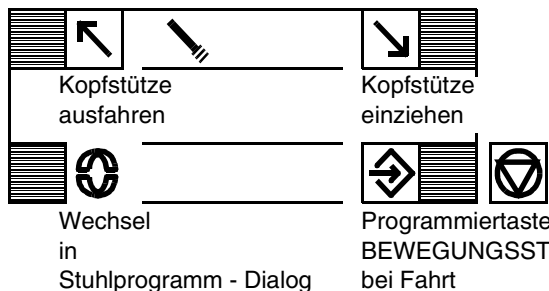 Kopfstütze Kopfstütze
ausfahren einziehen
Wechsel Programmiertaste
in BEWEGUNGSST
Stuhlprogramm - Dialog bei Fahrt